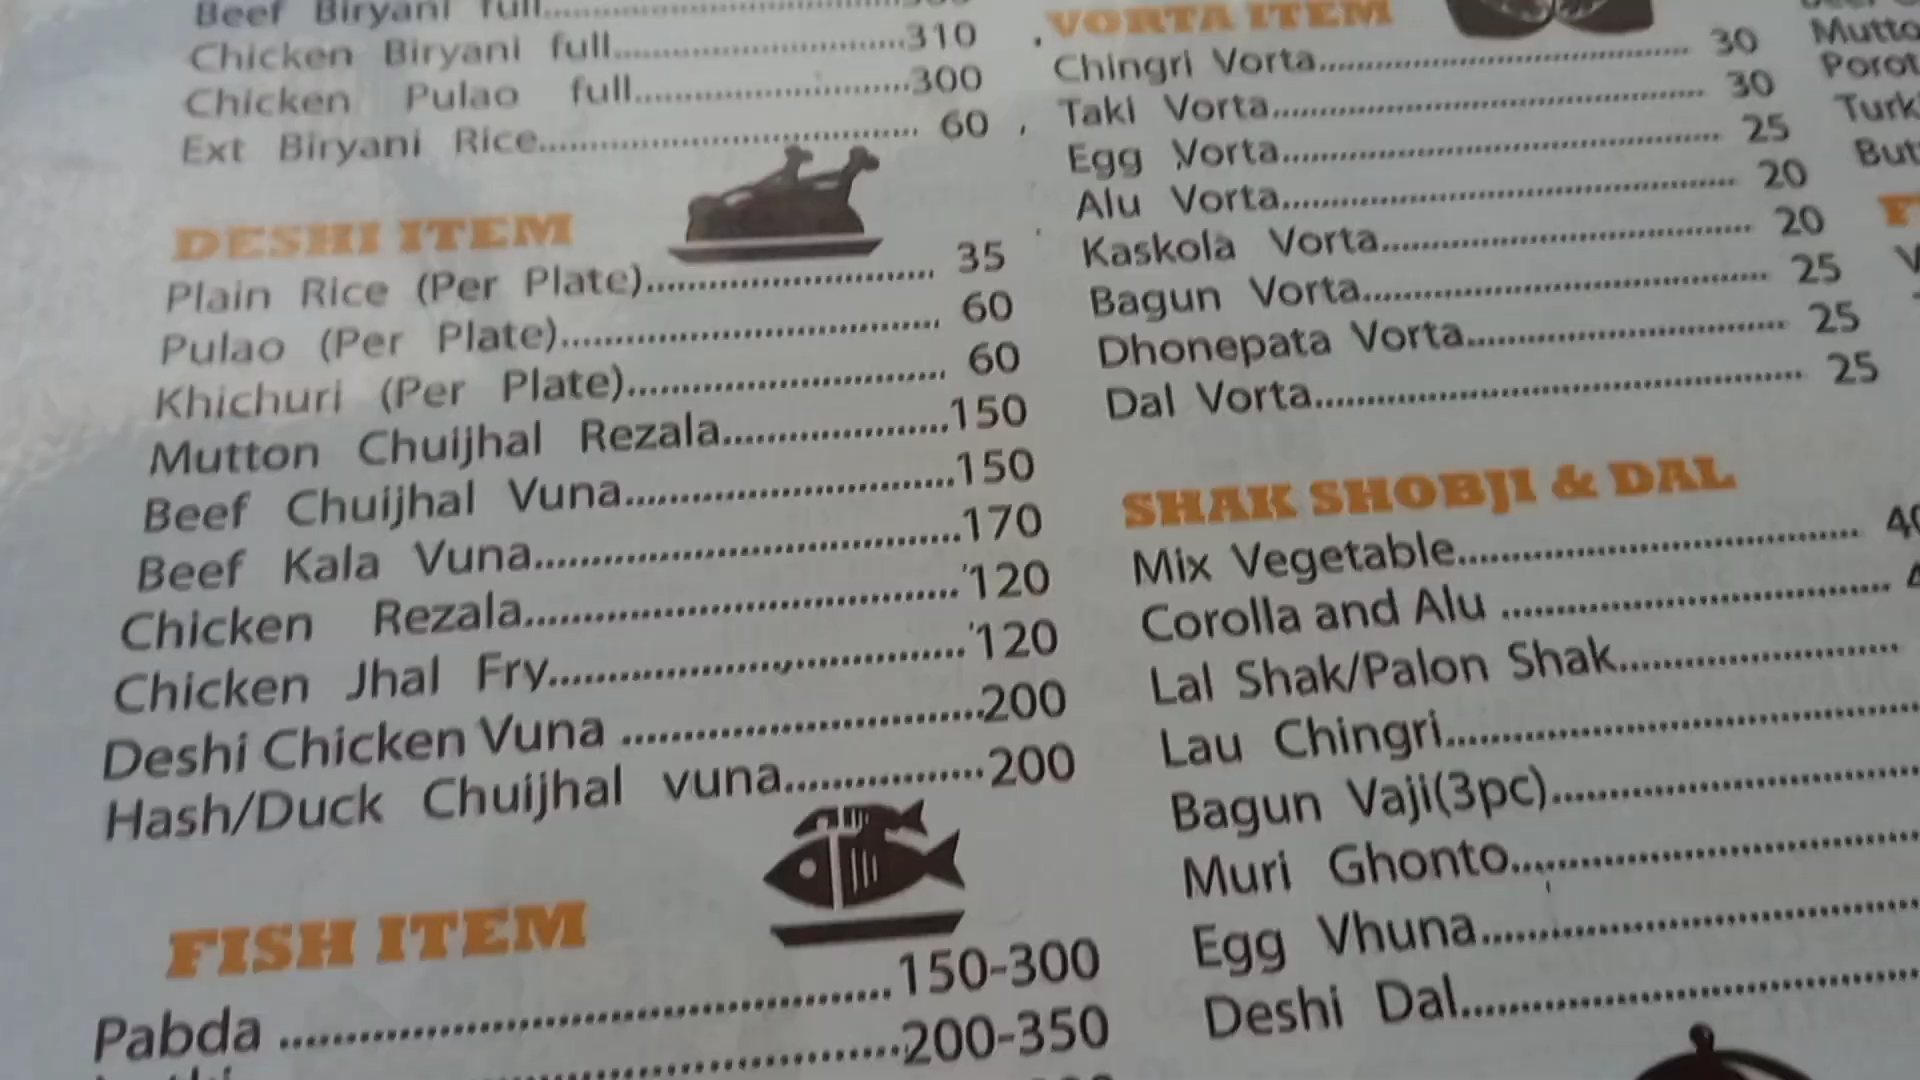 Beef Biryani full
Chicken Biryani full 310
Chicken Pulao full 300
Ext Biryani Rice 60
DESHI ITEM
Plain Rice (Per Plate) 35
Pulao (Per Plate) 60
Khichuri (Per Plate) 60
Mutton Chuijhal Rezala 150
Beef Chuijhal Vuna 150
Beef Kala Vuna 170
Chicken Rezala 120
Chicken Jhal Fry 120
Deshi Chicken Vuna 200
Hash/Duck Chuijhal vuna 200
FISH ITEM
Pabda 150-300
200-350
VORTA ITEM
Chingri Vorta 30
Taki Vorta 30
Egg Vorta 25
Alu Vorta 20
Kaskola Vorta 20
Bagun Vorta 25
Dhonepata Vorta 25
Dal Vorta 25
SHAK SHOBJI & DAL
Mix Vegetable
Corolla and Alu
Lal Shak/Palon Shak
Lau Chingri
Bagun Vaji(3pc)
Muri Ghonto
Egg Vhuna
Deshi Dal